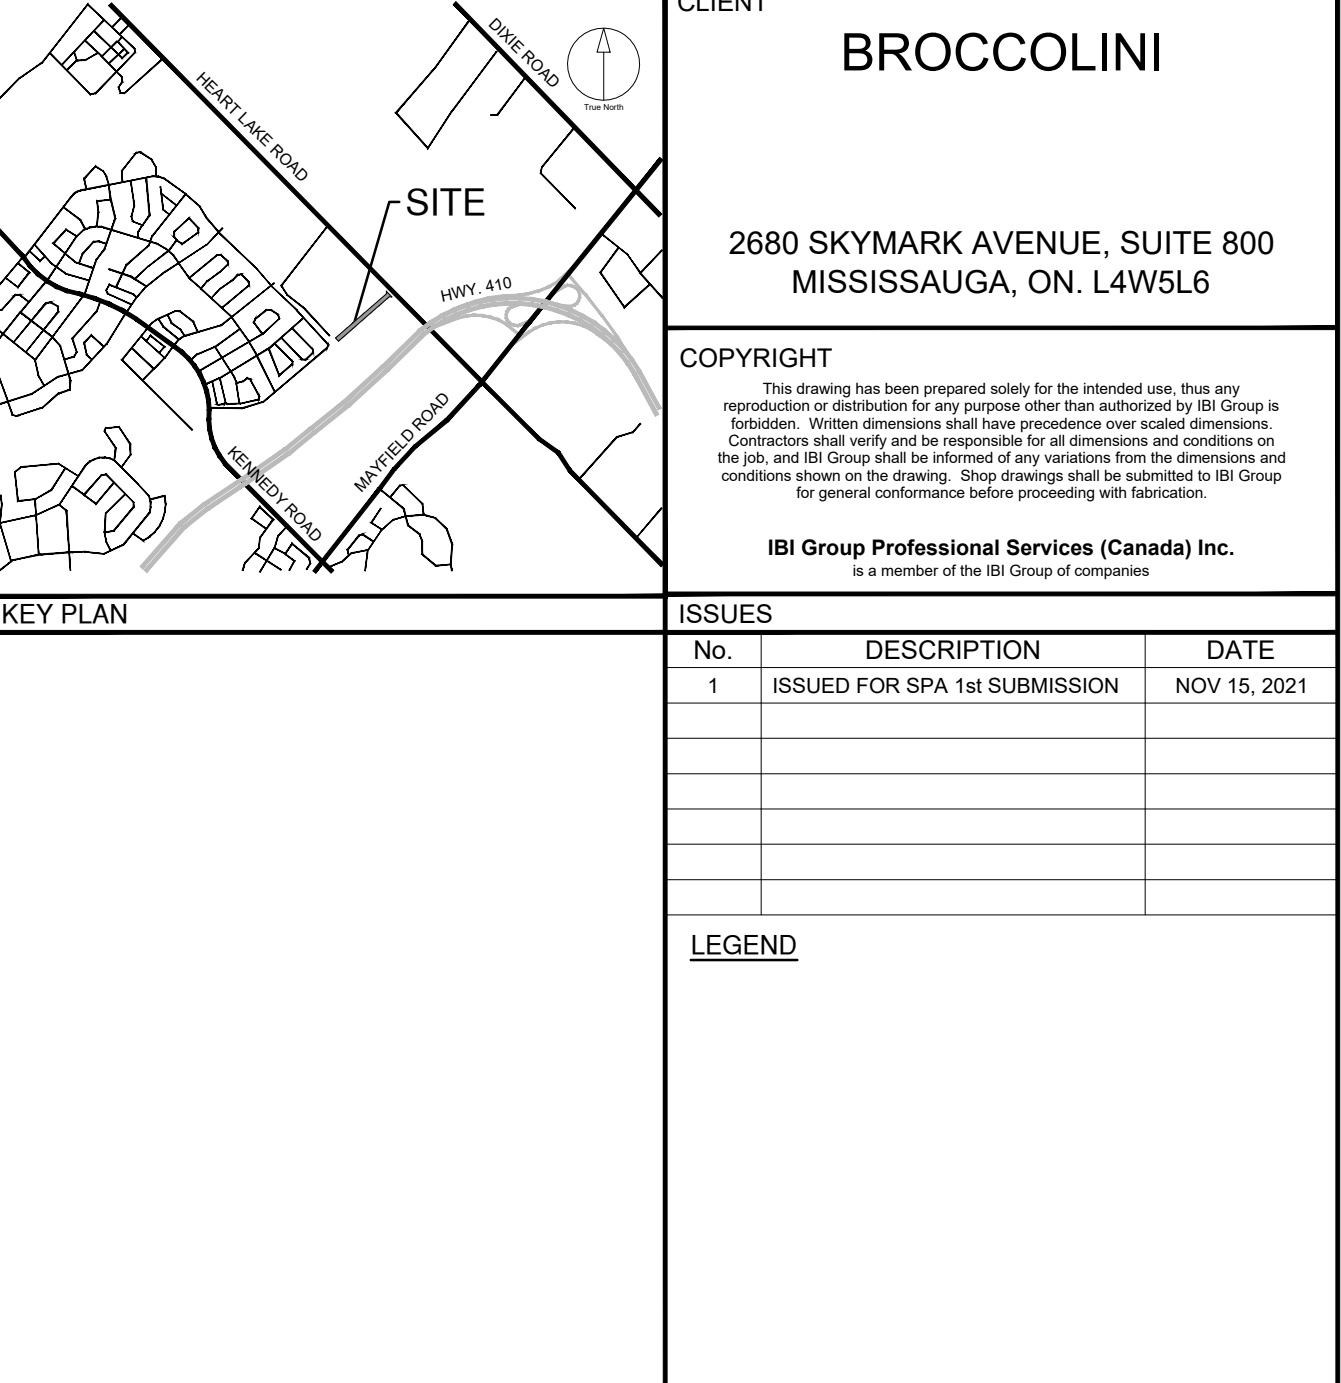 HEART LAKE ROAD
DIXIE ROAD
True North
SITE
HWY. 410
MAYFIELD ROAD
KENNEDY ROAD
KEY PLAN
CLIENT
BROCCOLINI
2680 SKYMARK AVENUE, SUITE 800
MISSISSAUGA, ON. L4W5L6
COPYRIGHT
This drawing has been prepared solely for the intended use, thus any
reproduction or distribution for any purpose other than authorized by IBI Group is
forbidden. Written dimensions shall have precedence over scaled dimensions.
Contractors shall verify and be responsible for all dimensions and conditions on
the job, and IBI Group shall be informed of any variations from the dimensions and
conditions shown on the drawing. Shop drawings shall be submitted to IBI Group
for general conformance before proceeding with fabrication.
IBI Group Professional Services (Canada) Inc.
is a member of the IBI Group of companies
ISSUES
No. DESCRIPTION DATE
1 ISSUED FOR SPA 1st SUBMISSION NOV 15, 2021
LEGEND